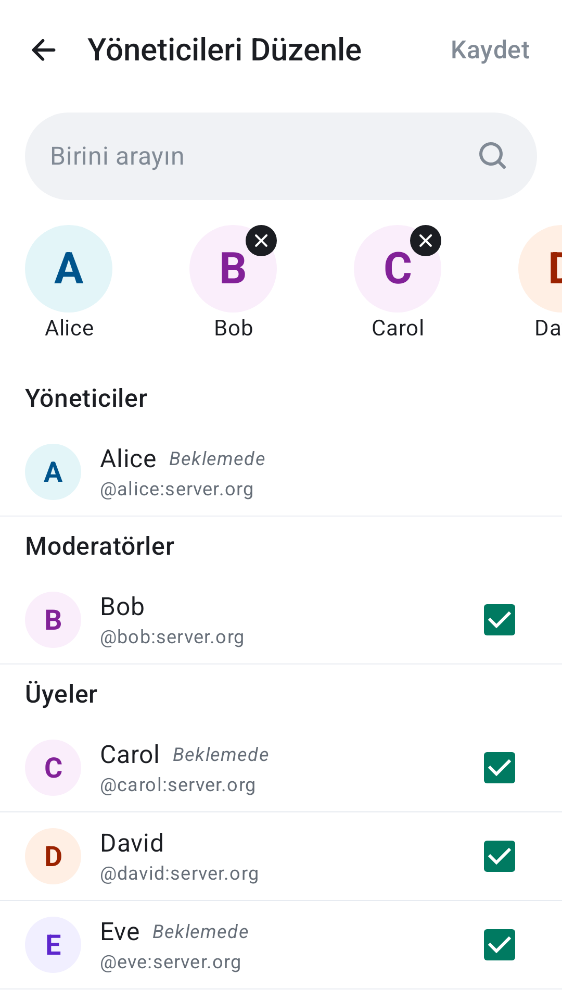 Yöneticileri Düzenle Kaydet
Birini arayın
A B C D
Alice Bob Carol Da
Yöneticiler
A Alice Beklemede
@alice:server.org
Moderatörler
B Bob
@bob:server.org
Üyeler
C Carol Beklemede
@carol:server.org
D David
@david:server.org
E Eve Beklemede
@eve:server.org